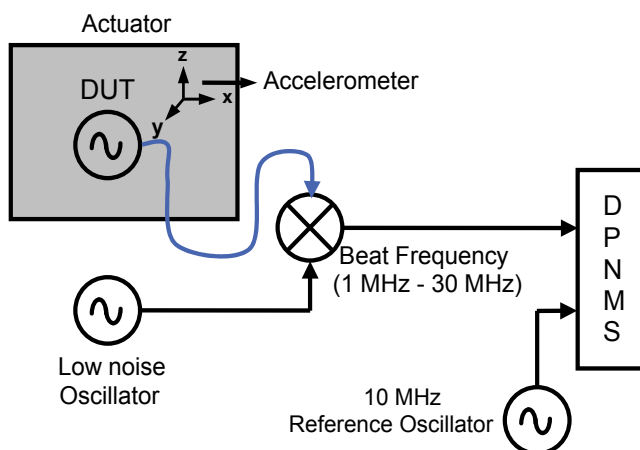 Actuator
DUT
z
x
y
Accelerometer
Beat Frequency
(1 MHz - 30 MHz)
D
P
N
M
S
Low noise
Oscillator
10 MHz
Reference Oscillator